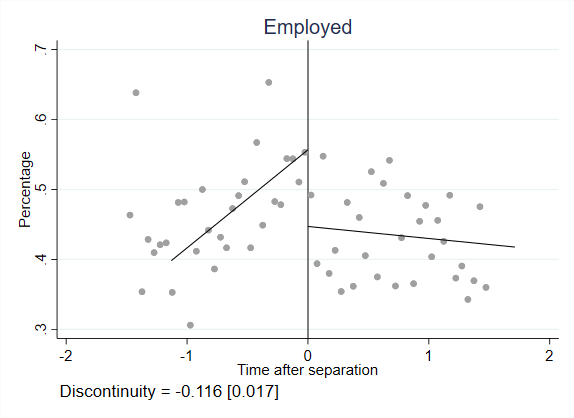 Employed
Percentage
.7
.6
.5
.4
.3
-2 -1 0 1 2
Time after separation
Discontinuity = -0.116 [0.017]